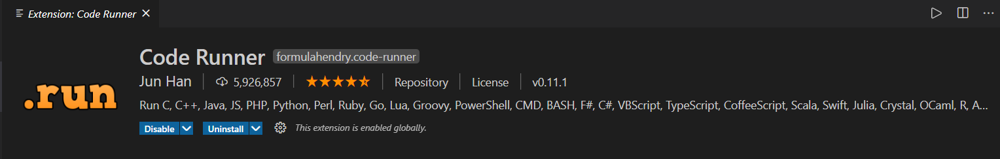 Extension: Code Runner
.run
Code Runner formulahendry.code-runner
Jun Han 5,926,857 Repository License v0.11.1
Run C, C++, Java, JS, PHP, Python, Perl, Ruby, Go, Lua, Groovy, PowerShell, CMD, BASH, F#, C#, VBScript, TypeScript, CoffeeScript, Scala, Swift, Julia, Crystal, OCaml, R, A...
Disable Uninstall This extension is enabled globally.